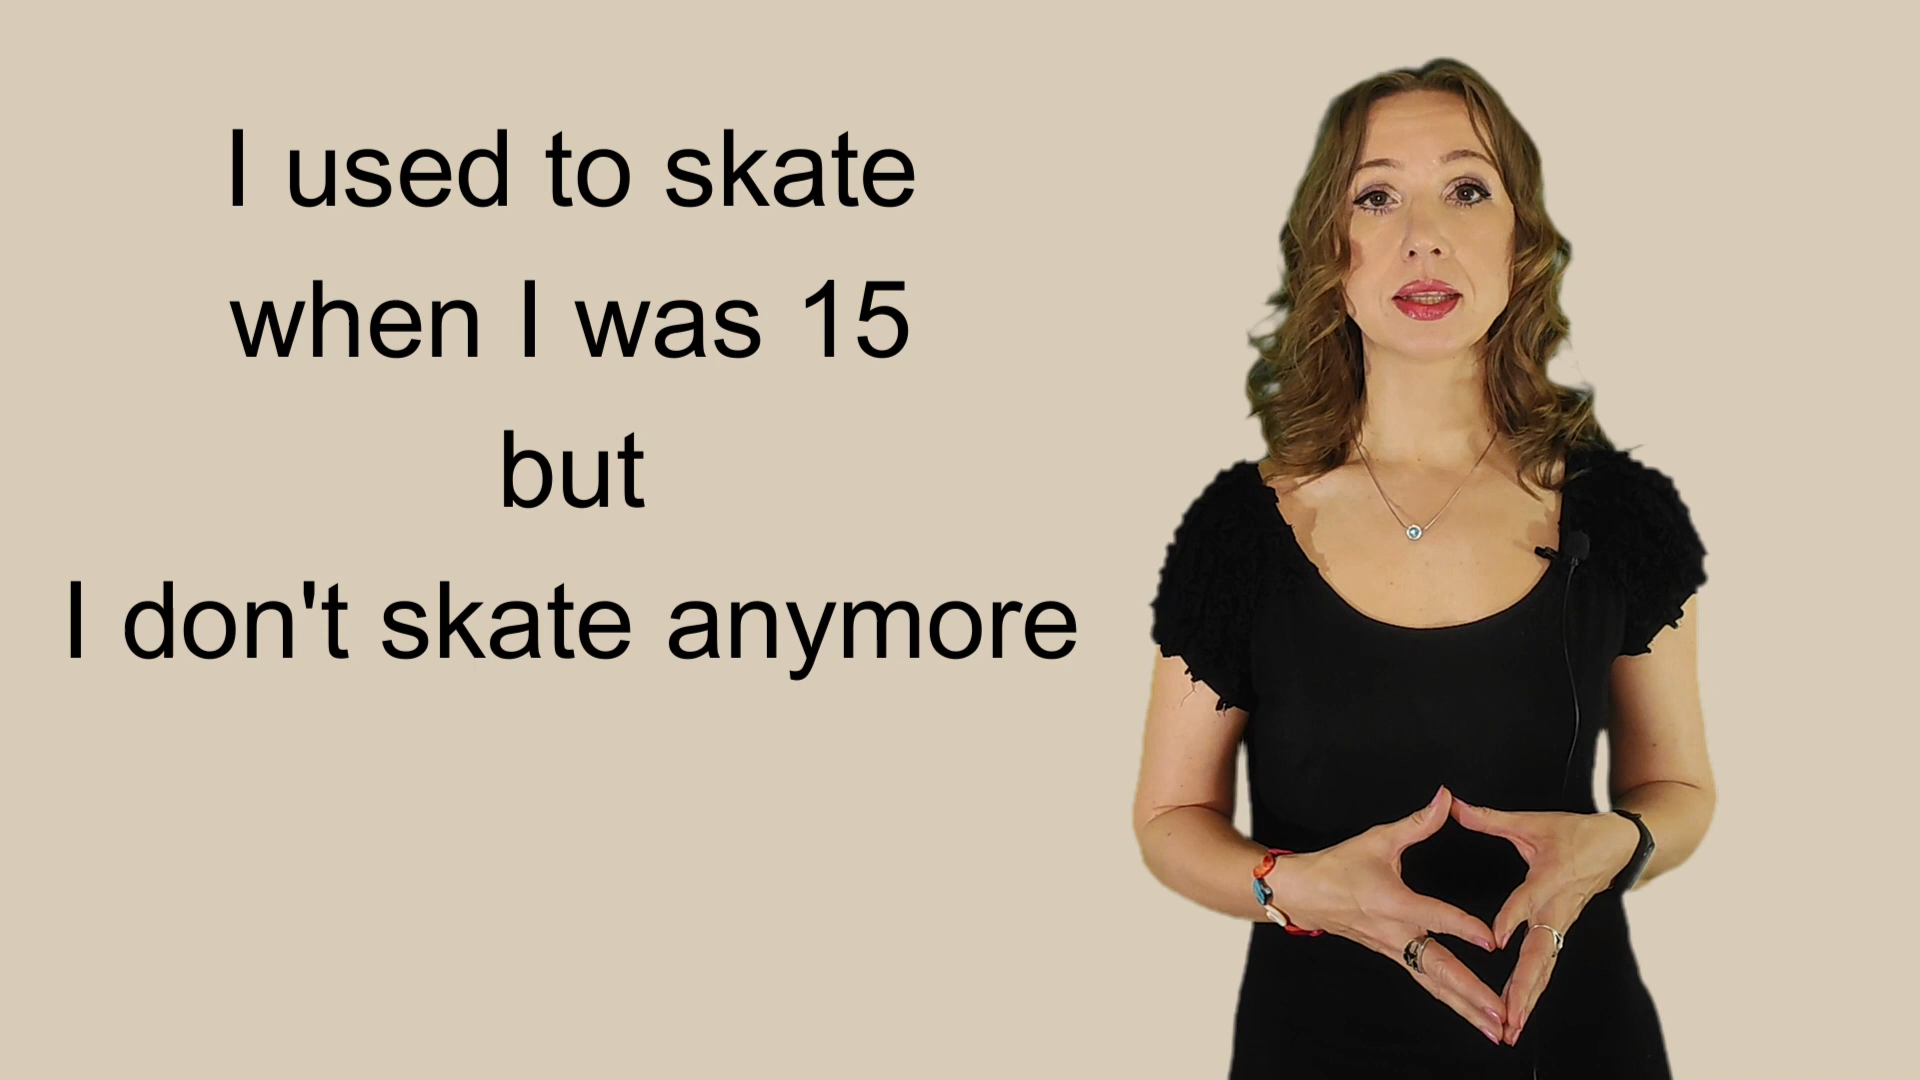 I used to skate
when I was 15
but
I don't skate anymore